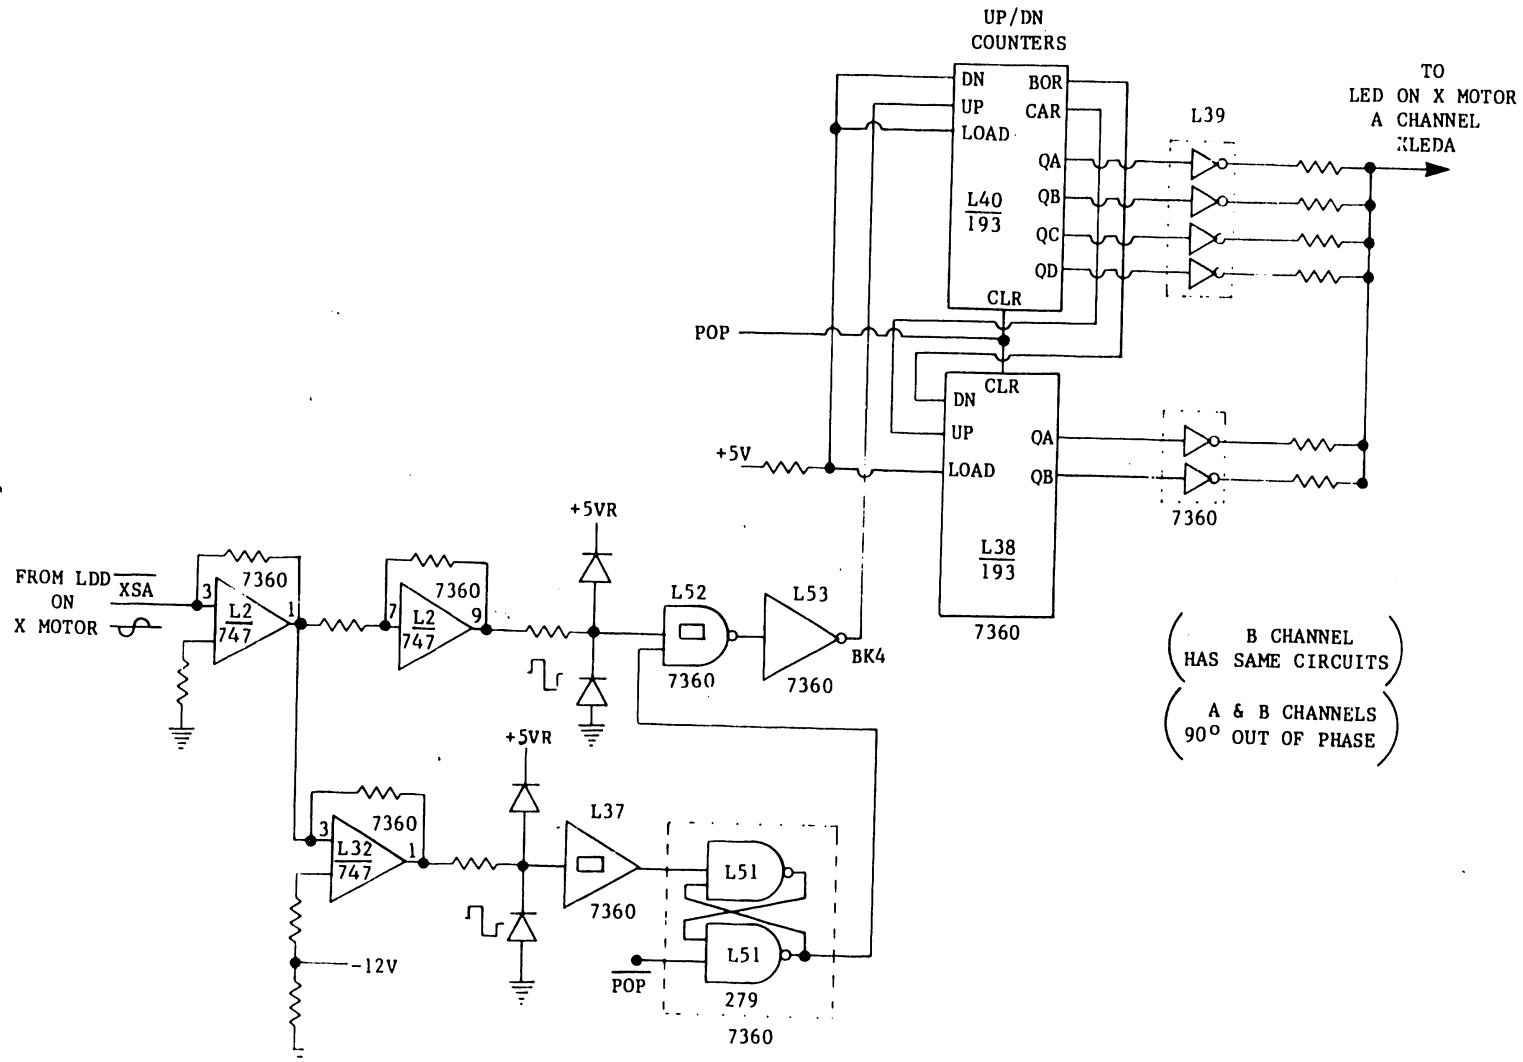 UP/DN
COUNTERS
DN
BOR
UP
CAR
LOAD
QA
QB
QC
QD
L40
193
CLR
L39
TO
LED ON X MOTOR
A CHANNEL
XLEDA
POP
CLR
DN
UP
LOAD
QA
QB
+5V
L38
193
7360
7360
FROM LDD
ON
X MOTOR
XSA
3
7360
L2
747
1
7
7360
L2
747
9
+5VR
L52
7360
L53
7360
BK4
B CHANNEL
HAS SAME CIRCUITS
A & B CHANNELS
90° OUT OF PHASE
+5VR
3
7360
L32
747
1
-12V
L37
7360
L51
L51
POP
279
7360